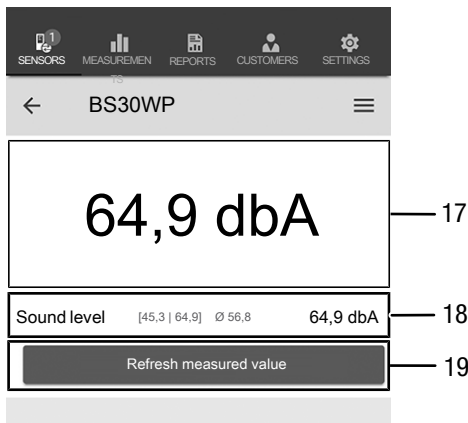 1
SENSORS MEASUREMEN REPORTS CUSTOMERS SETTINGS
TS
BS30WP
64,9 dbA
17
Sound level [45,3 | 64,9] Ø 56,8 64,9 dbA
18
Refresh measured value
19